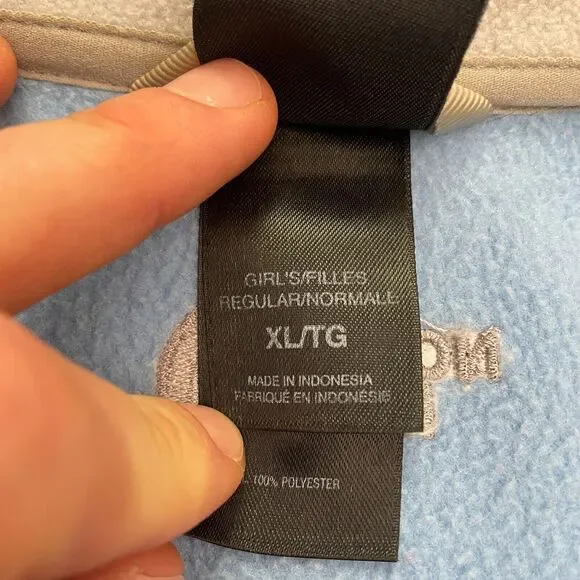 GIRL'S/FILLES
REGULAR/NORMALE
XL/TG
MADE IN INDONESIA
FABRIQUÉ EN INDONÉSIE
100% POLYESTER